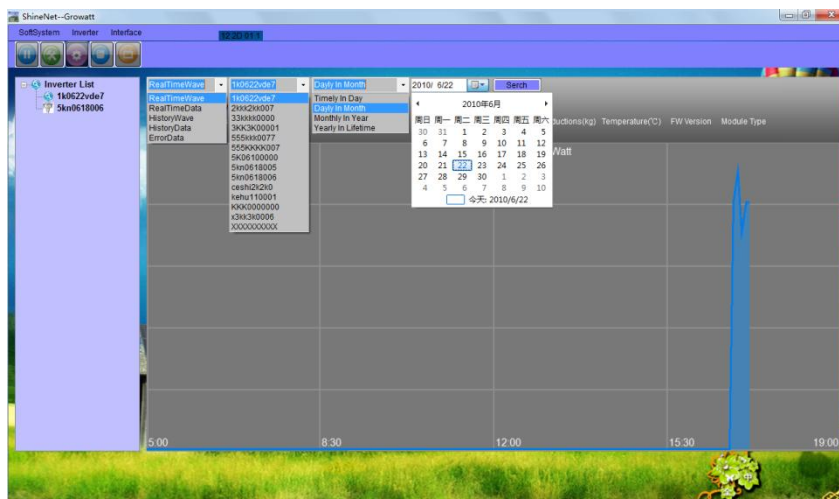 ShineNet--Growatt
SoftSystem Inverter Interface
Inverter List
1k0622vde7
5kn0618006
RealTimeWave 1k0622vde7 Dayly In Month 2010/ 6/22 Serch
RealTimeWave
RealTimeData
HistoryWave
HistoryData
ErrorData
1k0622vde7
2kkk2kk007
33kkkk0000
3KK3K00001
555kkk0077
555KKKK007
5K06100000
5kn0618005
5kn0618006
ceshi2k2k0
kehu110001
KKK0000000
x3kk3k0006
XXXXXXXXXX
Timely In Day
Dayly In Month
Monthly In Year
Yearly In Lifetime
2010年6月
周日 周一 周二 周三 周四 周五 周六
30 31 1 2 3 4 5
6 7 8 9 10 11 12
13 14 15 16 17 18 19
20 21 22 23 24 25 26
27 28 29 30 1 2 3
4 5 6 7 8 9 10
今天: 2010/6/22
ductions(kg) Temperature(℃) FW Version Module Type
Watt
5:00 8:30 12:00 15:30 19:00